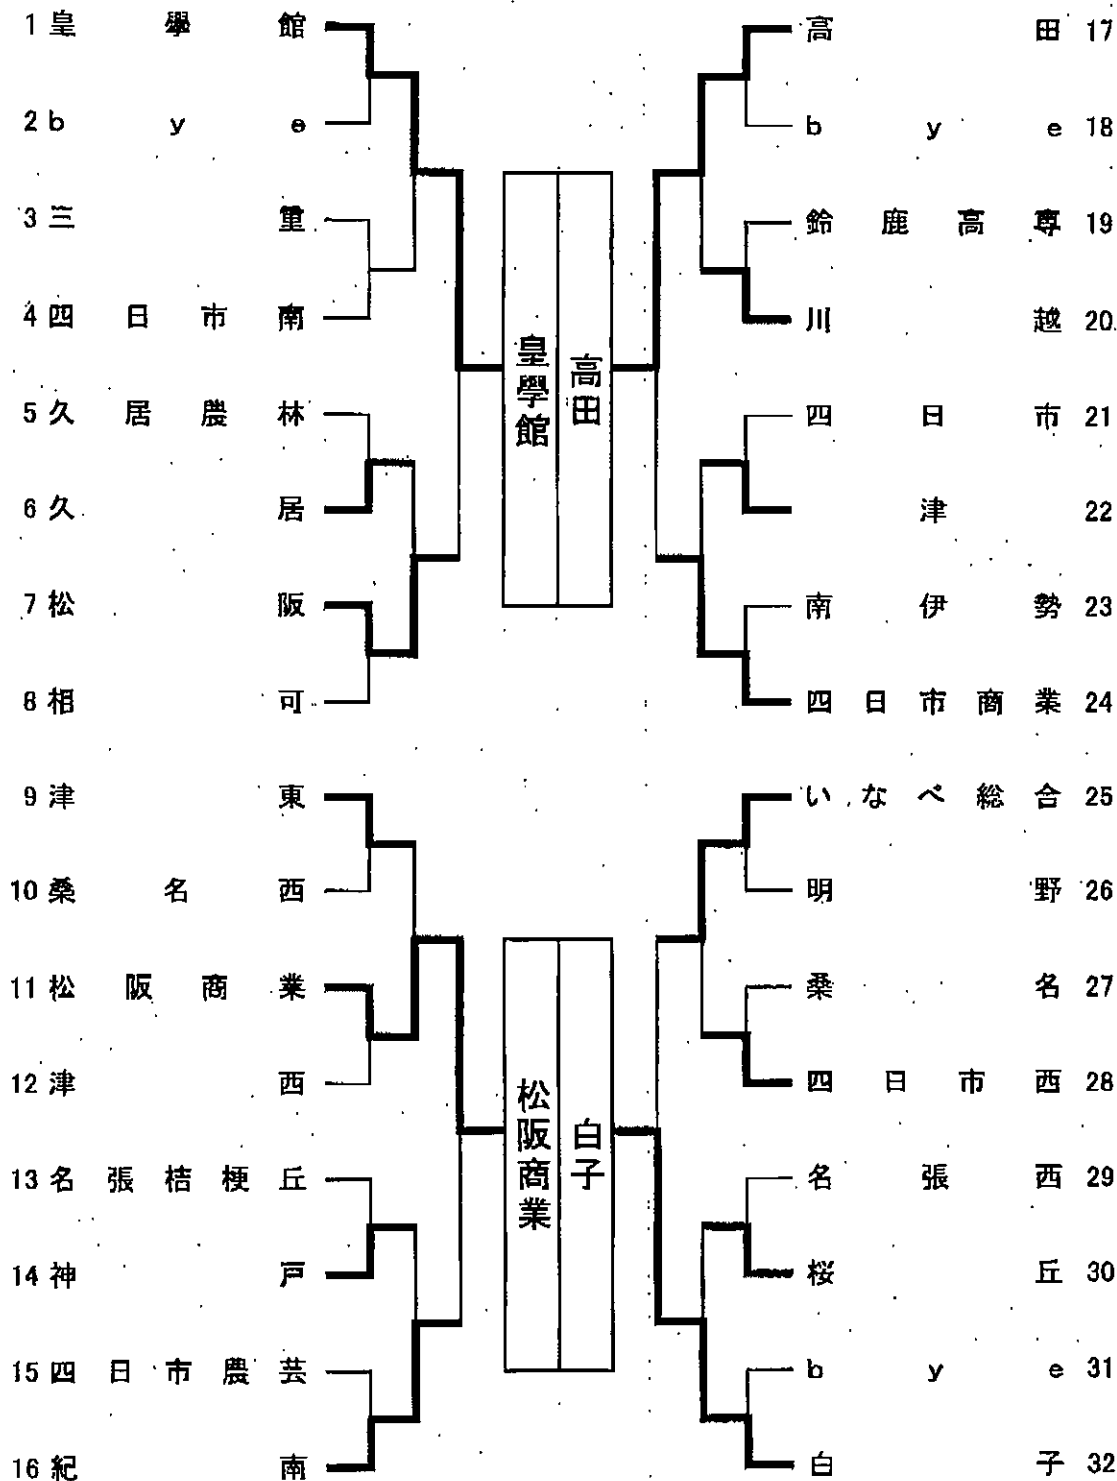 1 皇學館
2 bye
3 三重
4 四日市南
5 久居農林
6 久居
7 松阪
8 相可
9 津東
10 桑名西
11 松阪商業
12 津西
13 名張桔梗丘
14 神戸
15 四日市農芸
16 紀南
皇學館
高田
松阪商業
白子
高田 17
bye 18
鈴鹿高専 19
川越 20
四日市 21
津 22
南伊勢 23
四日市商業 24
いなべ総合 25
明野 26
桑名 27
四日市西 28
名張西 29
桜丘 30
bye 31
白子 32